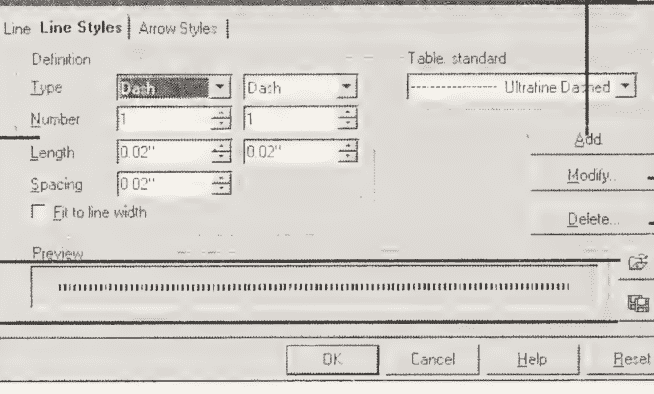 Line Line Styles Arrow Styles
Definition Table: standard
Type Dash Dash Ultrafine Dashed
Number 1 1
Length 0.02" 0.02"
Spacing 0.02"
Fit to line width
Add
Modify...
Delete...
Preview
OK Cancel Help Reset